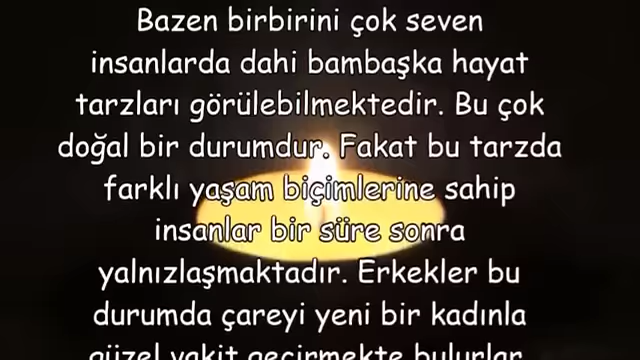 Bazen birbirini çok seven
insanlarda dahi bambaşka hayat
tarzları görülebilmektedir. Bu çok
doğal bir durumdur. Fakat bu tarzda
farklı yaşam biçimlerine sahip
insanlar bir süre sonra
yalnızlaşmaktadır. Erkekler bu
durumda çareyi yeni bir kadınla
güzel vakit geçirmekte bulurlar